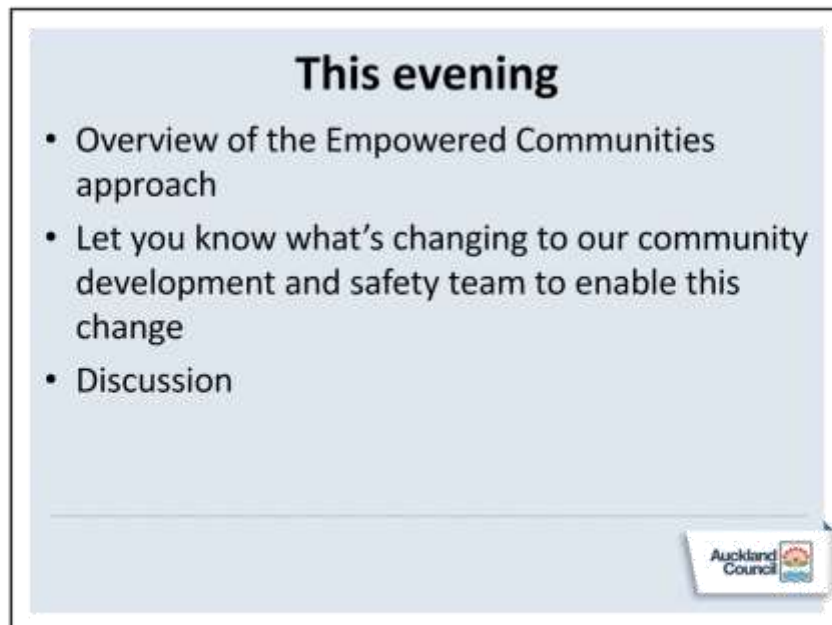 This evening
• Overview of the Empowered Communities
approach
• Let you know what's changing to our community
development and safety team to enable this
change
• Discussion
Auckland
Council